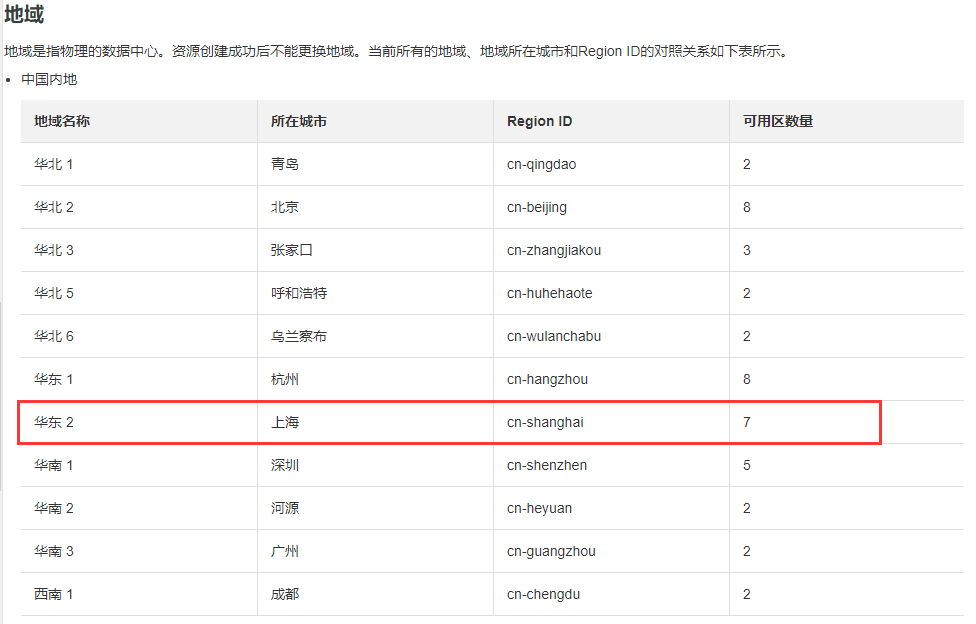 地域
地域是指物理的数据中心。资源创建成功后不能更换地域。当前所有的地域、地域所在城市和Region ID的对照关系如下表所示。
• 中国内地
地域名称 所在城市 Region ID 可用区数量
华北 1 青岛 cn-qingdao 2
华北 2 北京 cn-beijing 8
华北 3 张家口 cn-zhangjiakou 3
华北 5 呼和浩特 cn-huhehaote 2
华北 6 乌兰察布 cn-wulanchabu 2
华东 1 杭州 cn-hangzhou 8
华东 2 上海 cn-shanghai 7
华南 1 深圳 cn-shenzhen 5
华南 2 河源 cn-heyuan 2
华南 3 广州 cn-guangzhou 2
西南 1 成都 cn-chengdu 2